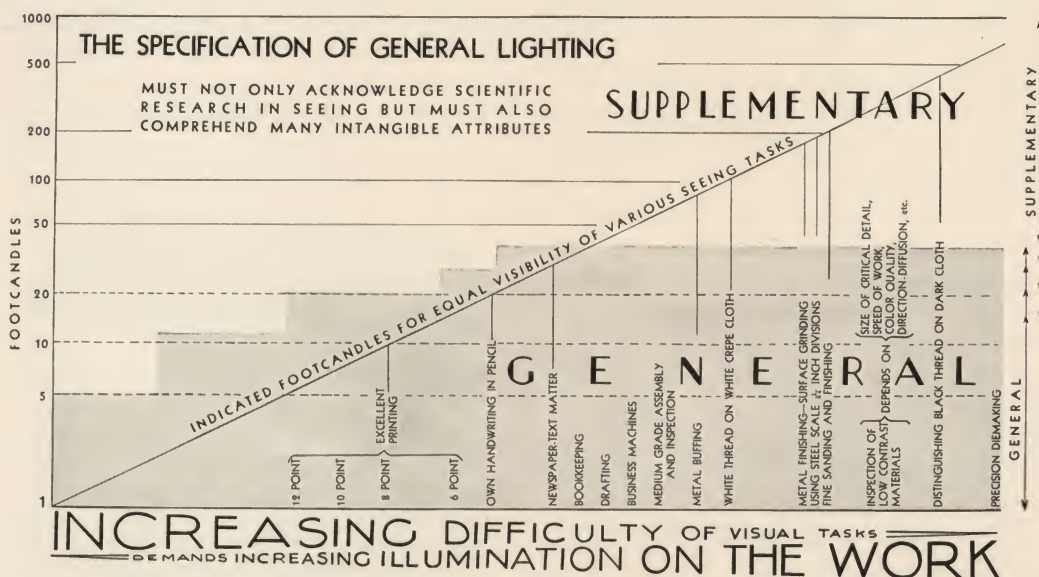 1000
500
200
100
50
20
10
5
1
FOOTCANDLES
THE SPECIFICATION OF GENERAL LIGHTING
MUST NOT ONLY ACKNOWLEDGE SCIENTIFIC
RESEARCH IN SEEING BUT MUST ALSO
COMPREHEND MANY INTANGIBLE ATTRIBUTES
SUPPLEMENTARY
INDICATED FOOTCANDLES FOR EQUAL VISIBILITY OF VARIOUS SEEING TASKS
GENERAL
12 POINT
10 POINT
8 POINT
6 POINT
EXCELLENT
PRINTING
OWN HANDWRITING IN PENCIL
NEWSPAPER-TEXT MATTER
BOOKKEEPING
DRAFTING
BUSINESS MACHINES
MEDIUM GRADE ASSEMBLY
AND INSPECTION
METAL BUFFING
WHITE THREAD ON WHITE CREPE CLOTH
METAL FINISHING—SURFACE GRINDING
USING STEEL SCALE INCH DIVISIONS
FINE SANDING AND FINISHING
INSPECTION OF
LOW CONTRAST
MATERIALS
DEPENDS ON
SIZE OF CRITICAL DETAIL,
SPEED OF WORK,
COLOR QUALITY,
DIRECTION-DIFFUSION, etc.
DISTINGUISHING BLACK THREAD ON DARK CLOTH
PRECISION DIEMAKING
SUPPLEMENTARY
GENERAL
INCREASING DIFFICULTY OF VISUAL TASKS
DEMANDS INCREASING ILLUMINATION ON THE WORK